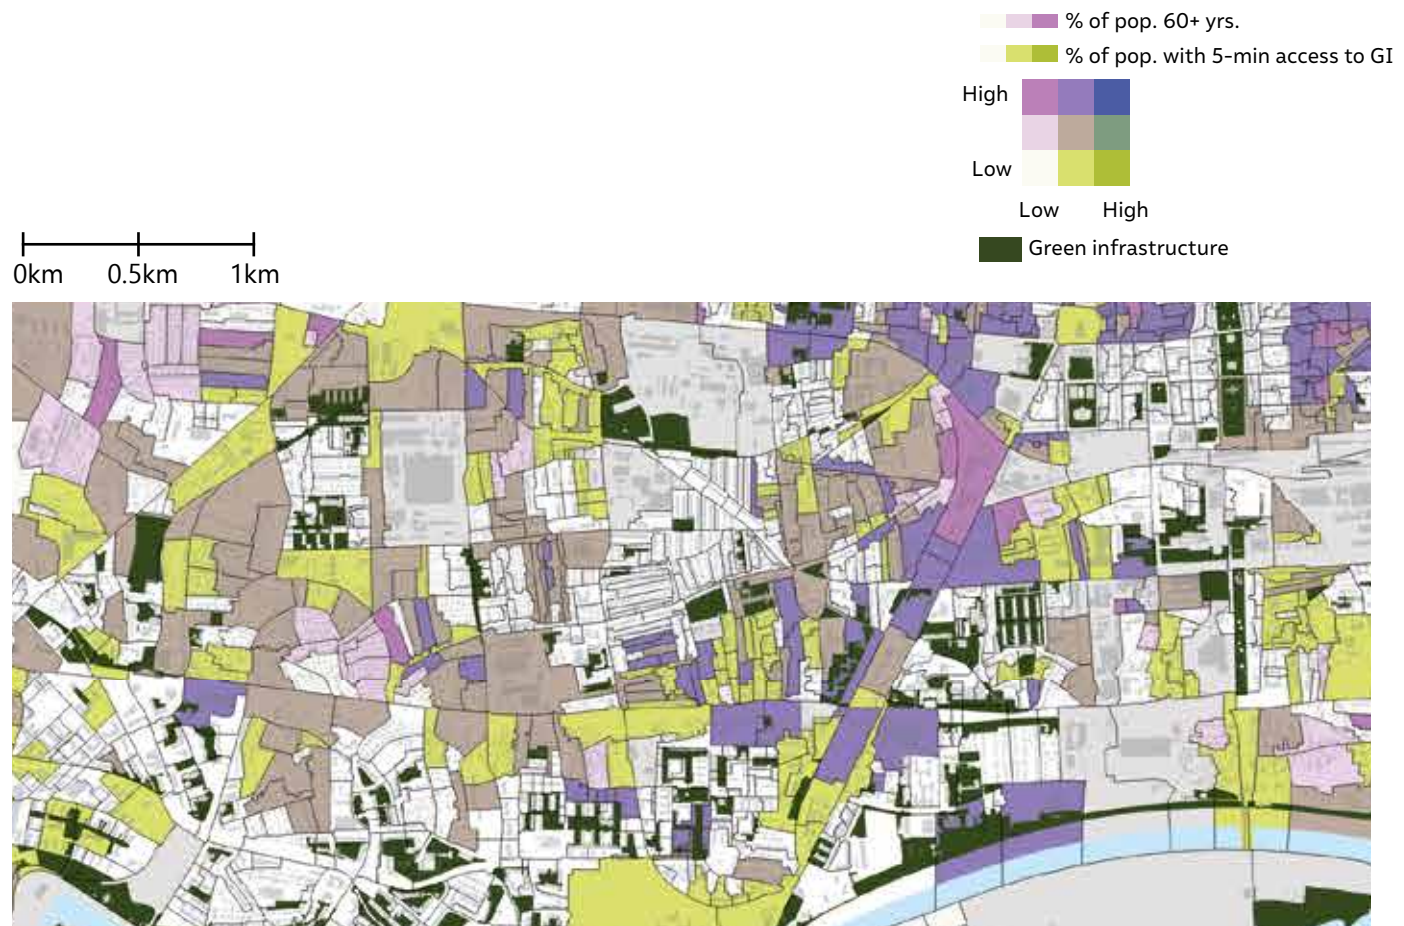 % of pop. 60+ yrs.
% of pop. with 5-min access to GI
High
Low
Low High
Green infrastructure
0km 0.5km 1km